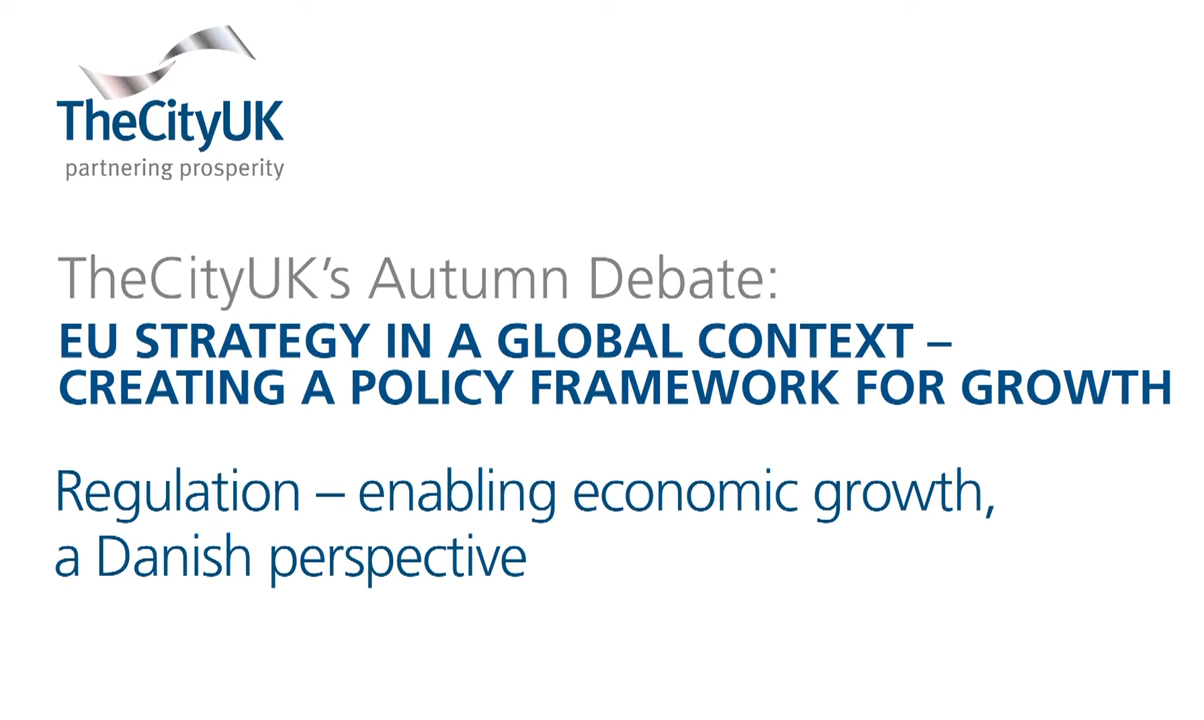 TheCityUK
partnering prosperity
TheCityUK’s Autumn Debate:
EU STRATEGY IN A GLOBAL CONTEXT –
CREATING A POLICY FRAMEWORK FOR GROWTH
Regulation – enabling economic growth,
a Danish perspective